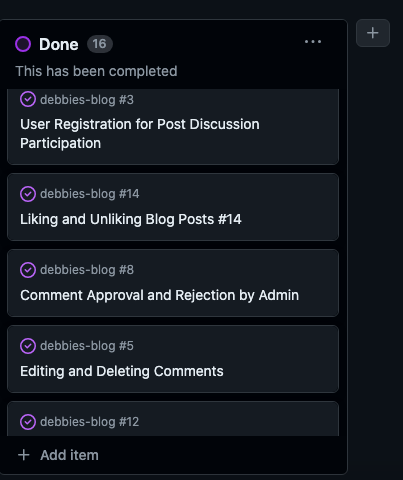 Done 16
This has been completed
debbies-blog #3
User Registration for Post Discussion
Participation
debbies-blog #14
Liking and Unliking Blog Posts #14
debbies-blog #8
Comment Approval and Rejection by Admin
debbies-blog #5
Editing and Deleting Comments
debbies-blog #12
+ Add item